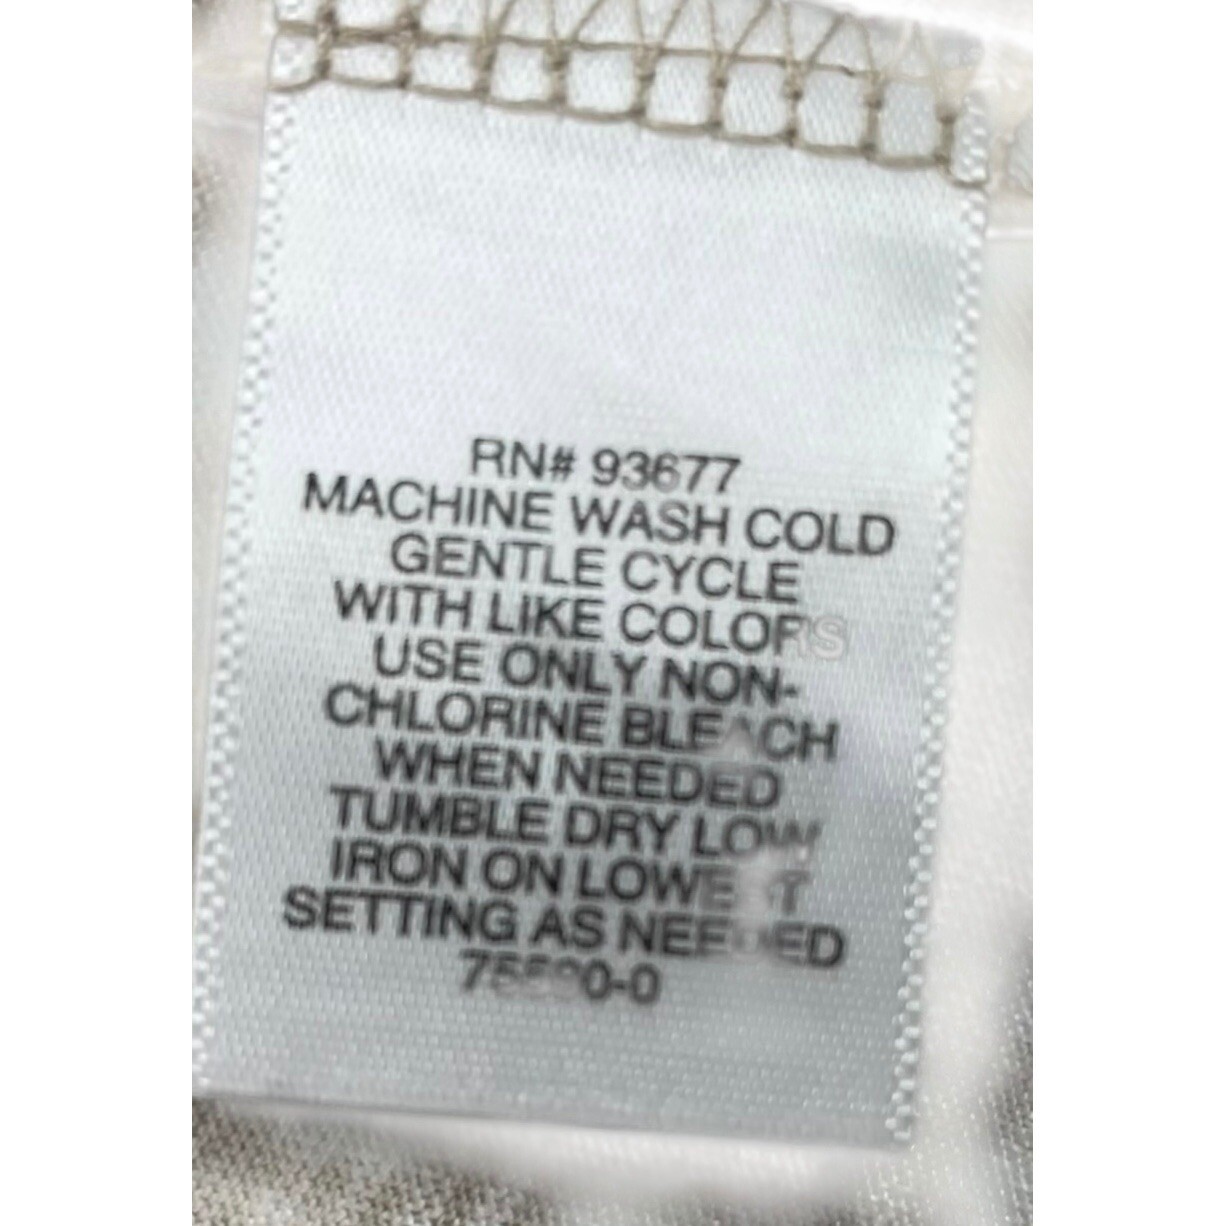 RN# 93677
MACHINE WASH COLD
GENTLE CYCLE
WITH LIKE COLORS
USE ONLY NON-
CHLORINE BLEACH
WHEN NEEDED
TUMBLE DRY LOW
IRON ON LOWEST
SETTING AS NEEDED